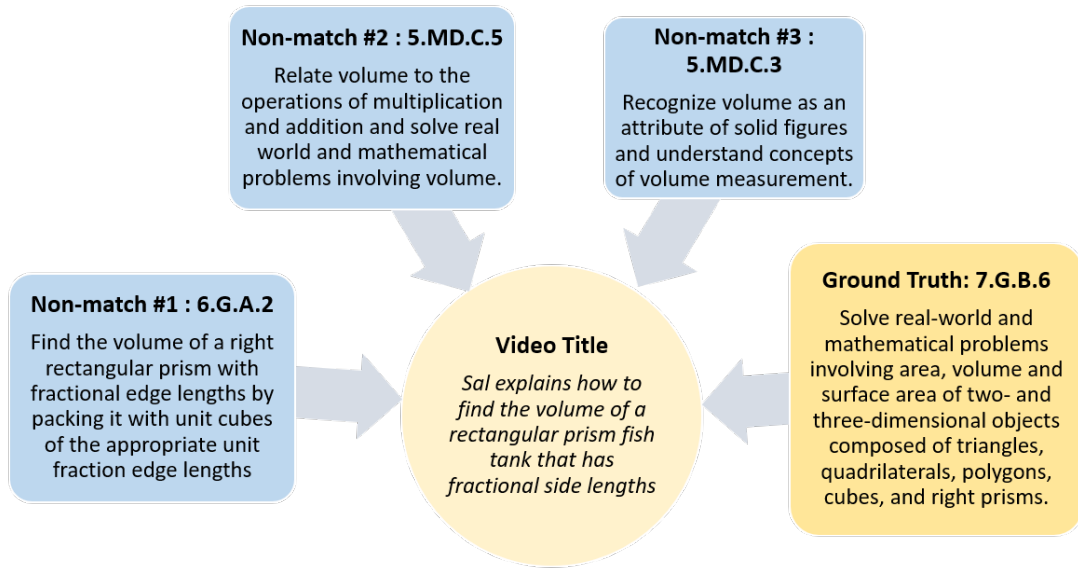 Non-match #2 : 5.MD.C.5
Relate volume to the
operations of multiplication
and addition and solve real
world and mathematical
problems involving volume.
Non-match #3 :
5.MD.C.3
Recognize volume as an
attribute of solid figures
and understand concepts
of volume measurement.
Non-match #1 : 6.G.A.2
Find the volume of a right
rectangular prism with
fractional edge lengths by
packing it with unit cubes
of the appropriate unit
fraction edge lengths
Video Title
Sal explains how to
find the volume of a
rectangular prism fish
tank that has
fractional side lengths
Ground Truth: 7.G.B.6
Solve real-world and
mathematical problems
involving area, volume and
surface area of two- and
three-dimensional objects
composed of triangles,
quadrilaterals, polygons,
cubes, and right prisms.